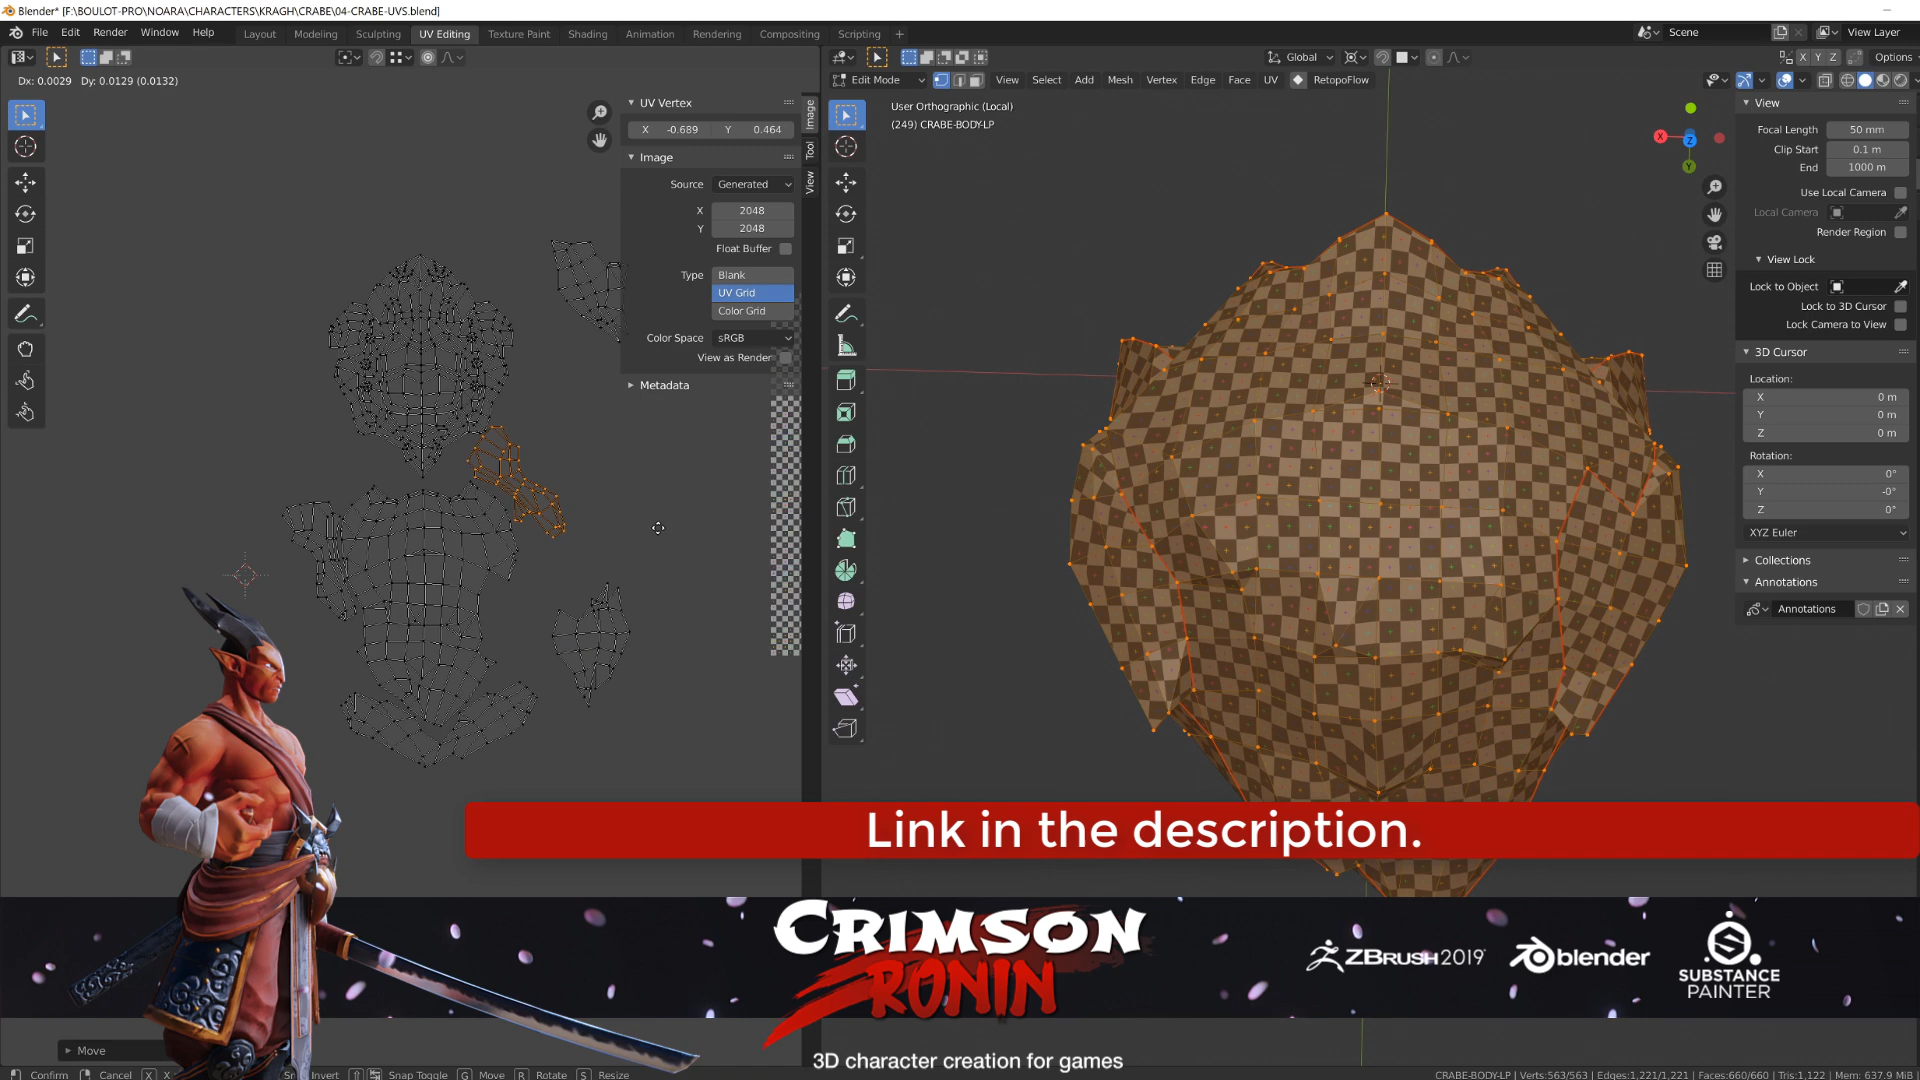 Blender* [F:\BOULOT-PRO\NOARA\CHARACTERS\KRAGH\CRABE\04-CRABE-UVS.blend]
File Edit Render Window Help
Layout Modeling Sculpting UV Editing Texture Paint Shading Animation Rendering Compositing Scripting +
Scene
View Layer
Global
X Y Z
Options
Dx: 0.0029 Dy: 0.0129 (0.0132)
Edit Mode
View Select Add Mesh Vertex Edge Face UV RetopoFlow
UV Vertex
X -0.689 Y 0.464
Image
Source Generated
X 2048
Y 2048
Float Buffer
Type Blank
UV Grid
Color Grid
Color Space sRGB
View as Render
Metadata
Image
Tool
View
User Orthographic (Local)
(249) CRABE-BODY-LP
X
Z
Y
View
Focal Length 50 mm
Clip Start 0.1 m
End 1000 m
Use Local Camera
Local Camera
Render Region
View Lock
Lock to Object
Lock to 3D Cursor
Lock Camera to View
3D Cursor
Location:
X 0 m
Y 0 m
Z 0 m
Rotation:
X 0°
Y -0°
Z 0°
XYZ Euler
Collections
Annotations
Annotations
Link in the description.
CRIMSON
RONIN
ZBRUSH 2019
blender
SUBSTANCE
PAINTER
3D character creation for games
Move
Confirm Cancel X X Sn Invert Snap Toggle G Move R Rotate S Resize
CRABE-BODY-LP | Verts:563/563 | Edges:1,221/1,221 | Faces:660/660 | Tris:1,122 | Mem: 637.9 MiB